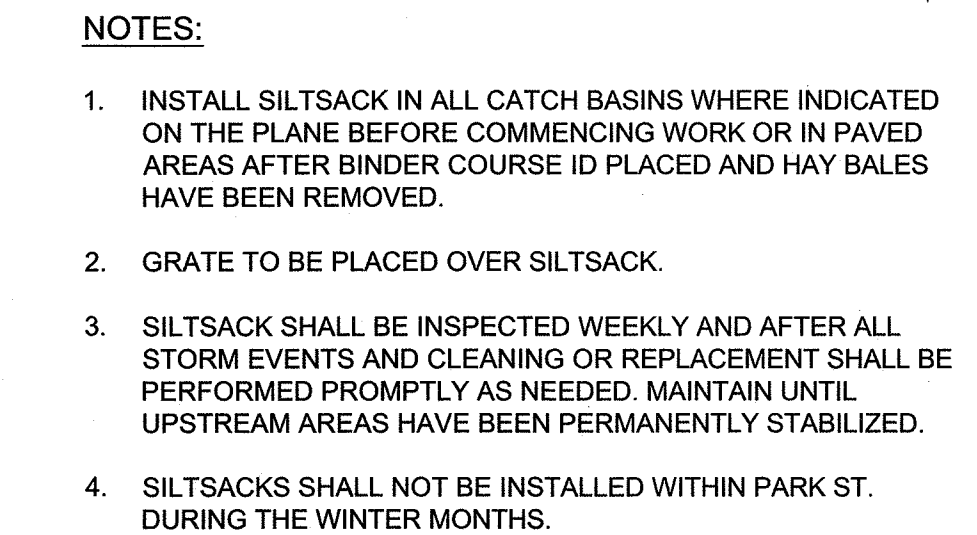 NOTES:
1. INSTALL SILTSACK IN ALL CATCH BASINS WHERE INDICATED
ON THE PLANE BEFORE COMMENCING WORK OR IN PAVED
AREAS AFTER BINDER COURSE ID PLACED AND HAY BALES
HAVE BEEN REMOVED.
2. GRATE TO BE PLACED OVER SILTSACK.
3. SILTSACK SHALL BE INSPECTED WEEKLY AND AFTER ALL
STORM EVENTS AND CLEANING OR REPLACEMENT SHALL BE
PERFORMED PROMPTLY AS NEEDED. MAINTAIN UNTIL
UPSTREAM AREAS HAVE BEEN PERMANENTLY STABILIZED.
4. SILTSACKS SHALL NOT BE INSTALLED WITHIN PARK ST.
DURING THE WINTER MONTHS.